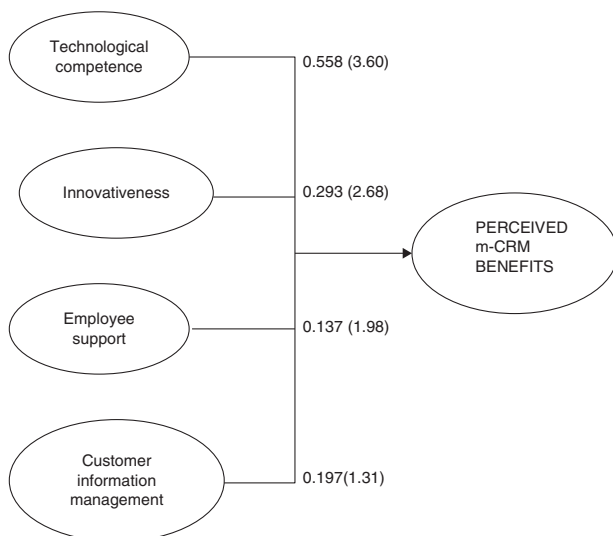 Technological
competence
0.558 (3.60)
Innovativeness
0.293 (2.68)
PERCEIVED
m-CRM
BENEFITS
Employee
support
0.137 (1.98)
Customer
information
management
0.197(1.31)